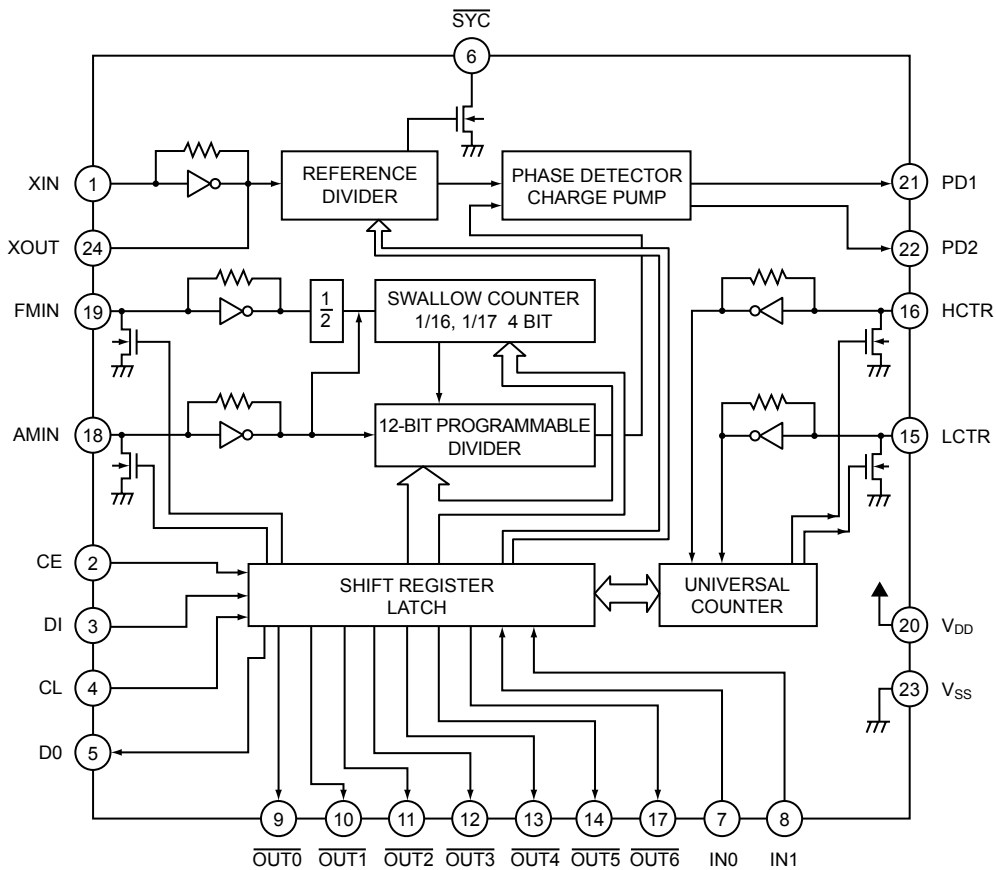 SYC
6
XIN
1
REFERENCE
DIVIDER
PHASE DETECTOR
CHARGE PUMP
21
PD1
XOUT
24
22
PD2
FMIN
19
1
2
SWALLOW COUNTER
1/16, 1/17 4 BIT
16
HCTR
AMIN
18
12-BIT PROGRAMMABLE
DIVIDER
15
LCTR
CE
2
SHIFT REGISTER
LATCH
UNIVERSAL
COUNTER
DI
3
20
VDD
CL
4
23
VSS
D0
5
9
10
11
12
13
14
17
7
8
OUT0
OUT1
OUT2
OUT3
OUT4
OUT5
OUT6
IN0
IN1